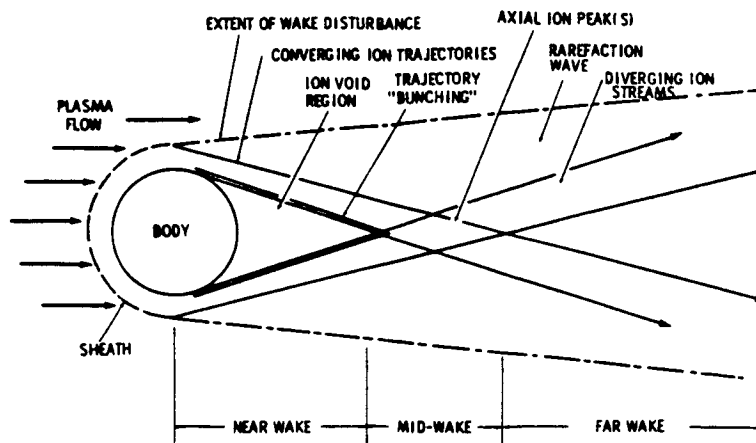 EXTENT OF WAKE DISTURBANCE
AXIAL ION PEAK(S)
CONVERGING ION TRAJECTORIES
ION VOID
REGION
TRAJECTORY
"BUNCHING"
RAREFACTION
WAVE
DIVERGING ION
STREAMS
PLASMA
FLOW
BODY
SHEATH
NEAR WAKE
MID-WAKE
FAR WAKE